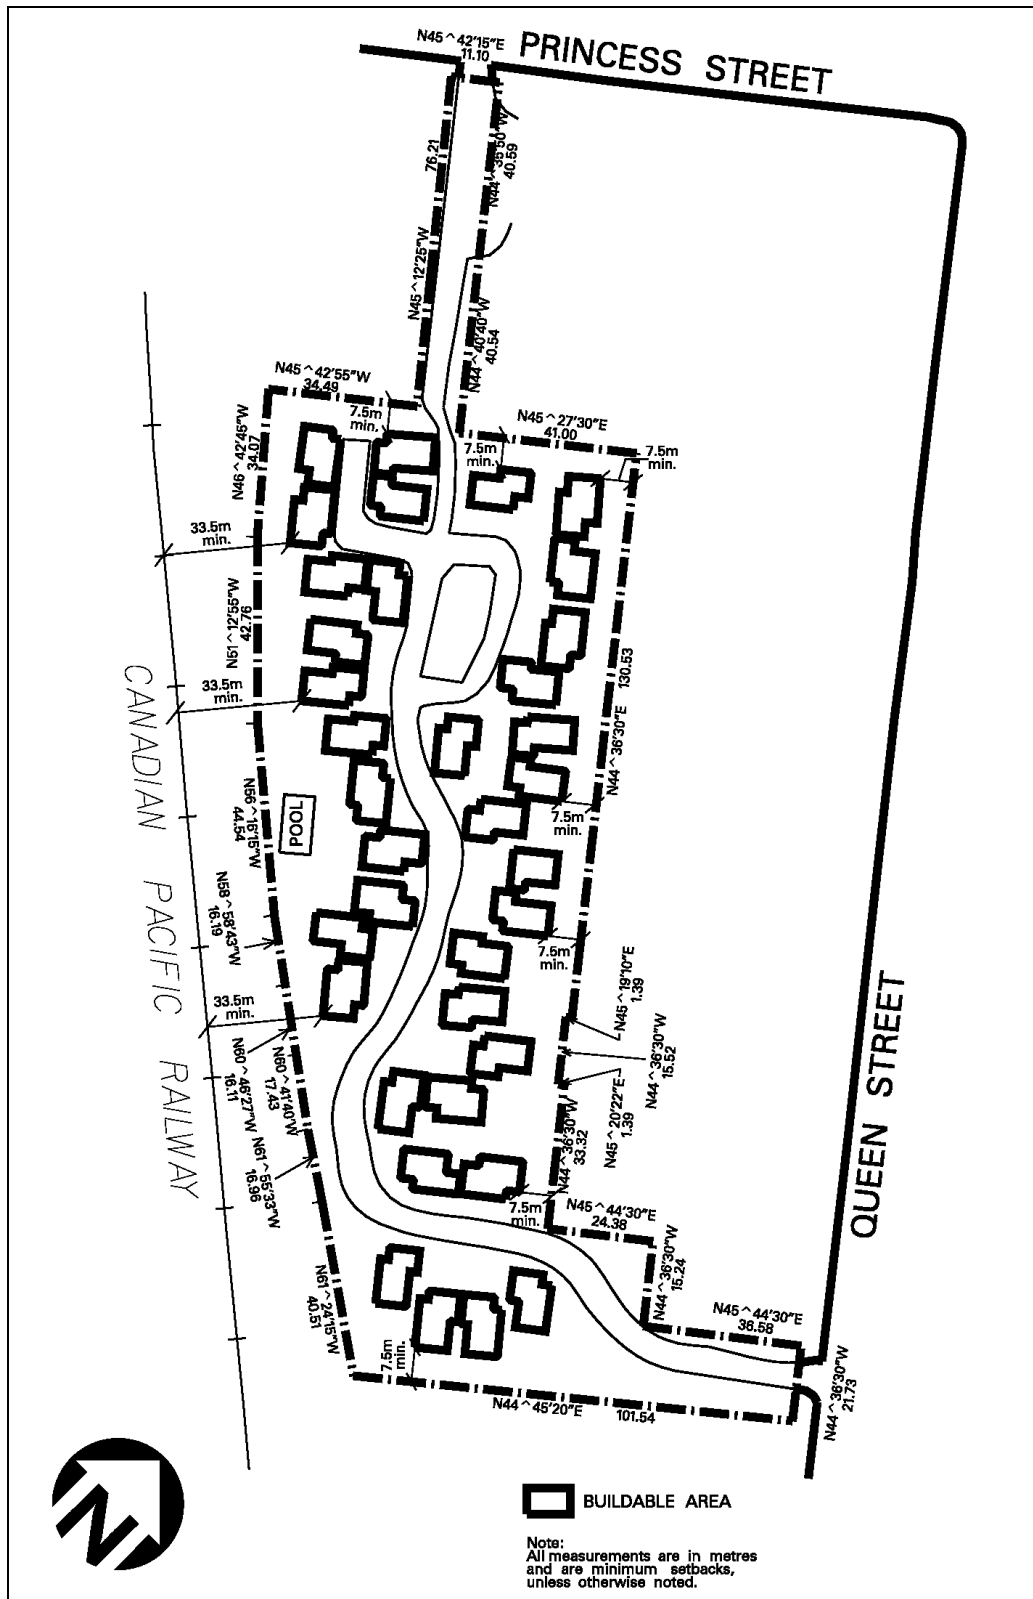 N45^42'15"E
11.10
PRINCESS STREET
76.21
N44^35'50"W
40.59
N45^12'25"W
N44^40'40"W
40.54
N45^42'55"W
34.49
7.5m
min.
N45^27'30"E
41.00
7.5m
min.
7.5m
min.
N46^42'45"W
34.07
33.5m
min.
N51^12'55"W
42.76
33.5m
min.
130.53
N44^36'30"E
CANADIAN PACIFIC RAILWAY
N56^16'15"W
44.54
POOL
7.5m
min.
N58^58'43"W
16.19
7.5m
min.
33.5m
min.
N45^19'10"E
1.39
N44^36'30"W
15.52
N45^20'22"E
1.39
N60^46'27"W
16.11
N60^41'40"W
17.43
N44^36'30"W
33.32
N61^55'33"W
16.96
QUEEN STREET
7.5m
min.
N45^44'30"E
24.38
N44^36'30"W
15.24
N61^24'15"W
40.51
N45^44'30"E
36.58
7.5m
min.
N44^36'30"W
21.73
N44^45'20"E
101.54
N
BUILDABLE AREA
Note:
All measurements are in metres
and are minimum setbacks,
unless otherwise noted.